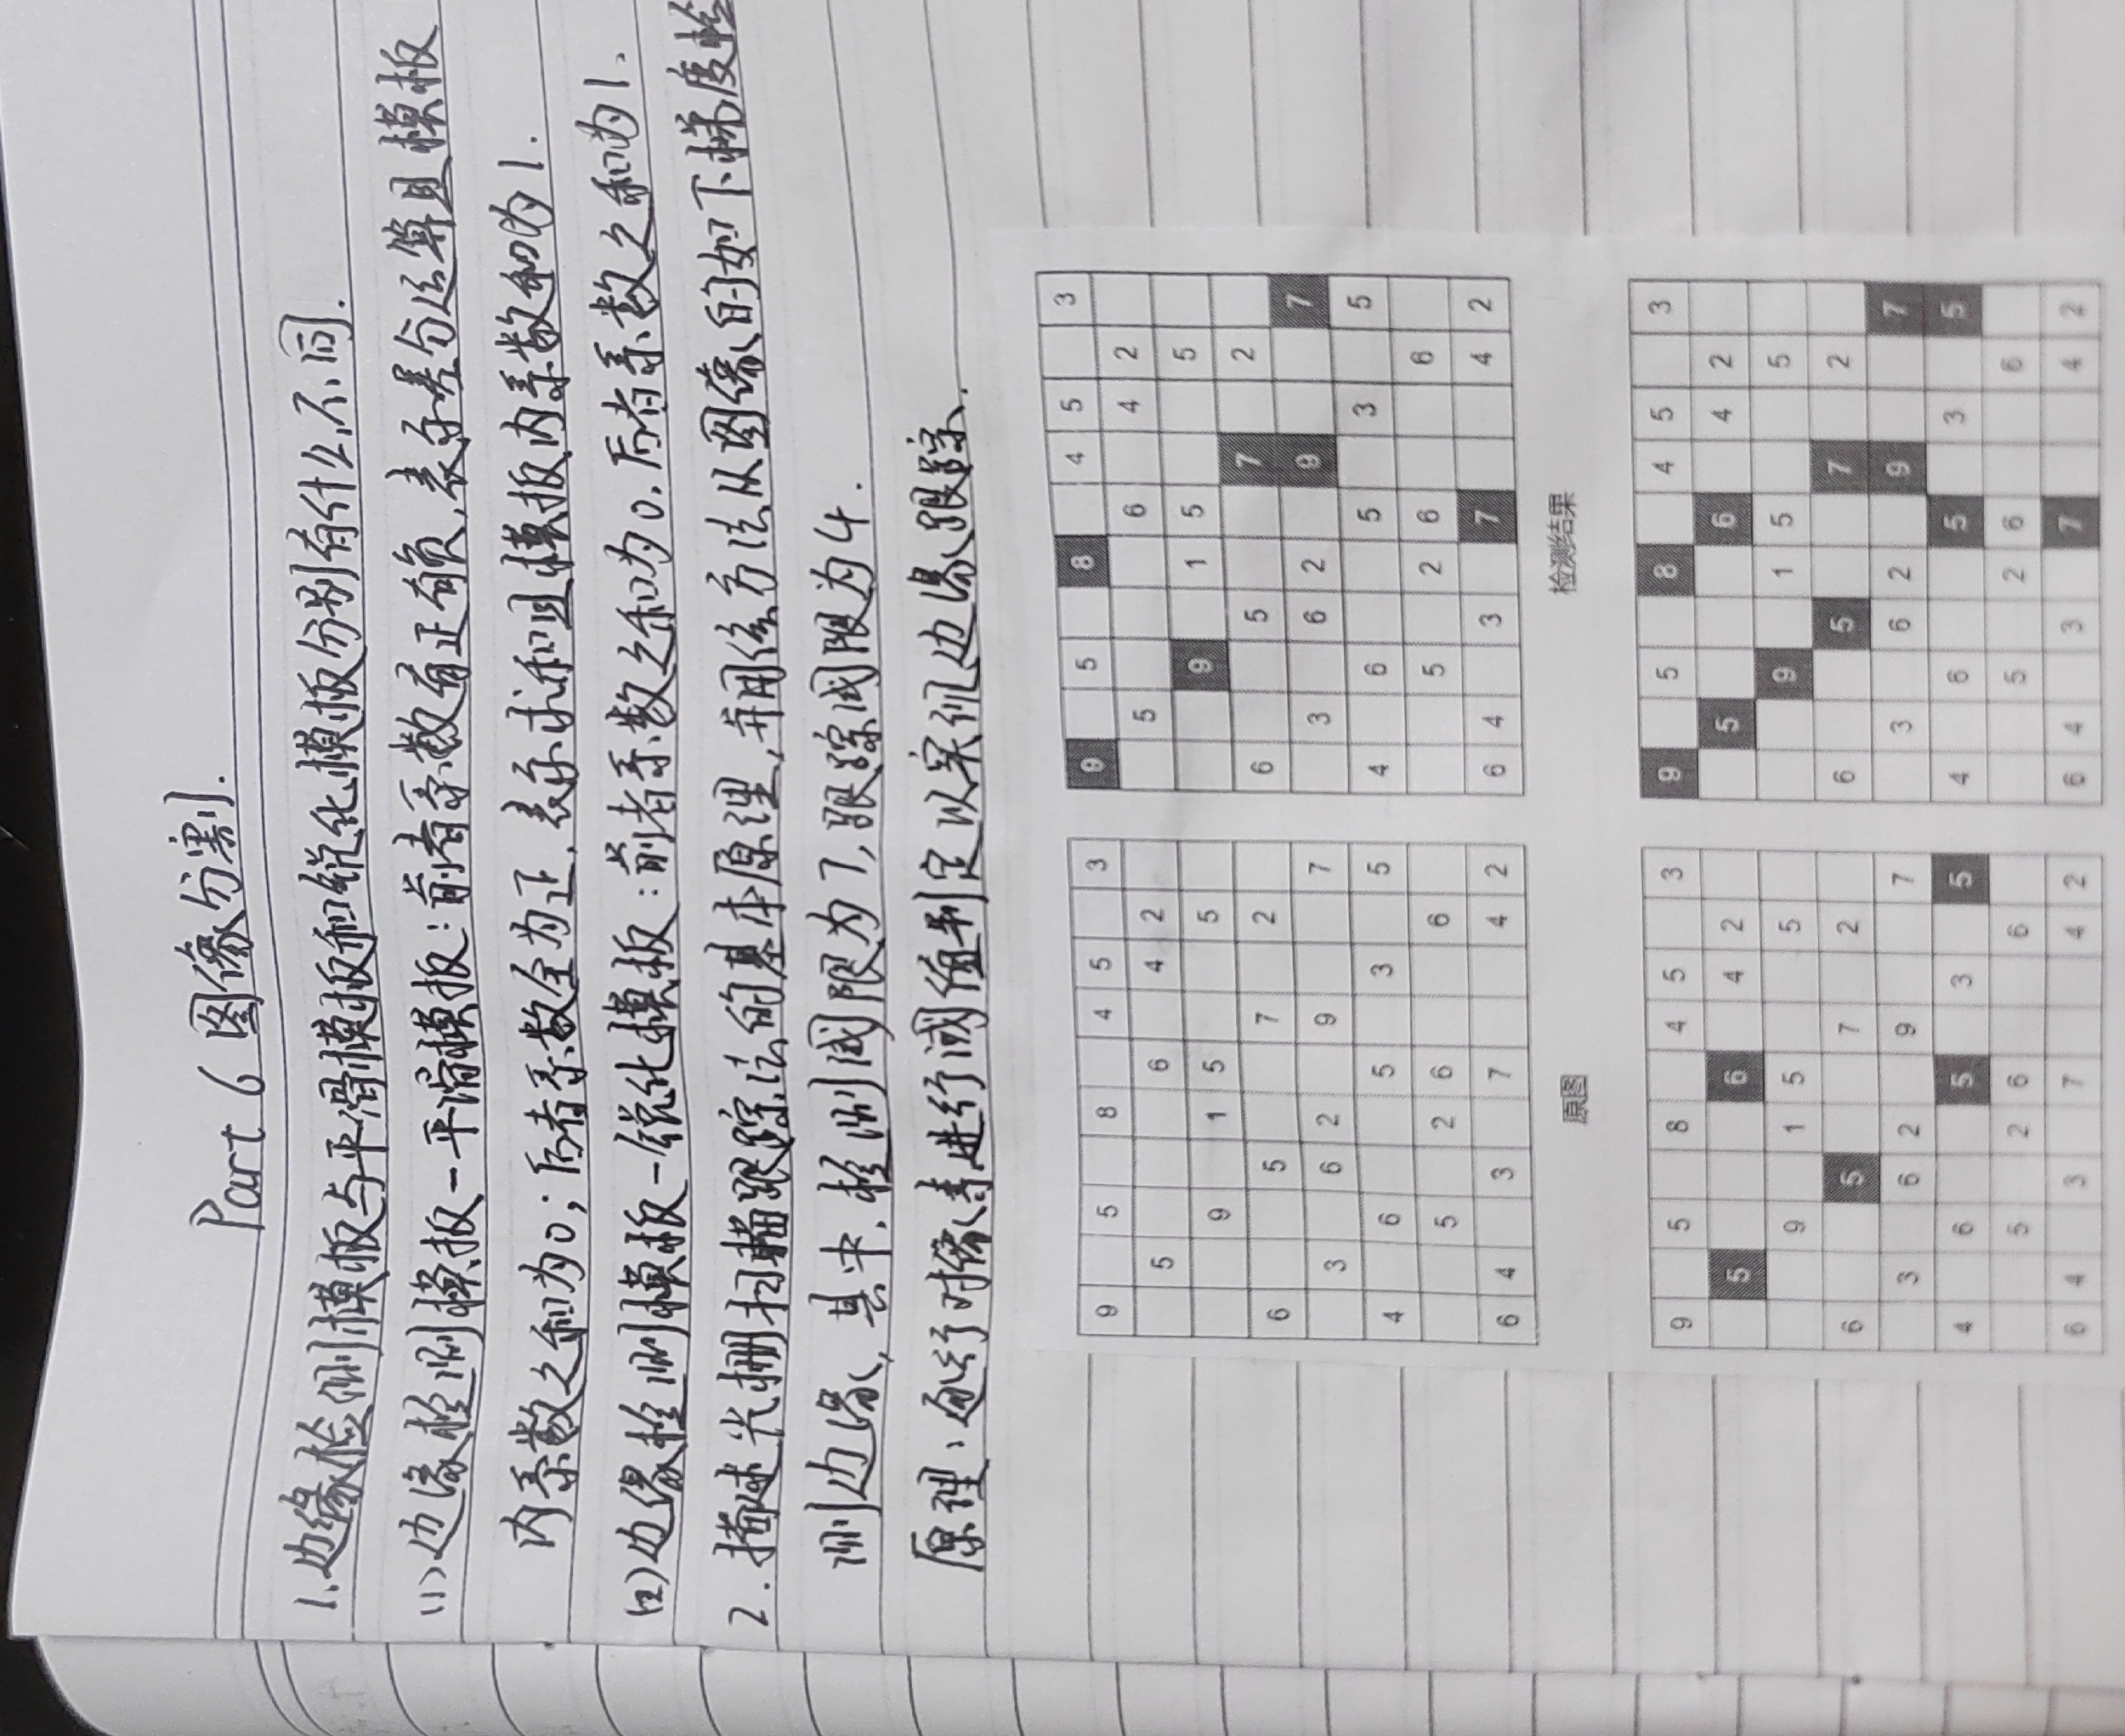 Part 6 图像分割.
1.边缘检测模板与平滑模板和锐化模板分别有什么不同.
(1)边缘检测模板-平滑模板:前者系数有正有负,表示差分运算且模板
内系数之和为0;后者系数全为正,表示求和且模板内系数和为1.
(2)边缘检测模板-锐化模板:前者系数之和为0.后者系数之和为1.
2.描述光栅扫描跟踪法的基本原理,并用该方法从图像的如下梯度检
测边缘,其中,检测阈限为7,跟踪阈限为4.
原理:逐行对像素进行阈值判定以实现边缘跟踪.
9 5 8 4 5 3
5 6 4 2
9 1 5 5
6 5 7 2
3 6 2 9 7
4 6 5 3 5
5 2 6 6
6 4 3 7 4 2
原图
9 5 8 4 5 3
5 6 4 2
9 1 5 5
6 5 7 2
3 6 2 9 7
4 6 5 3 5
5 2 6 6
6 4 3 7 4 2
检测结果
9 5 8 4 5 3
5 6 4 2
9 1 5 5
6 5 7 2
3 6 2 9 7
4 6 5 3 5
5 2 6 6
6 4 3 7 4 2
9 5 8 4 5 3
5 6 4 2
9 1 5 5
6 5 7 2
3 6 2 9 7
4 6 5 3 5
5 2 6 6
6 4 3 7 4 2